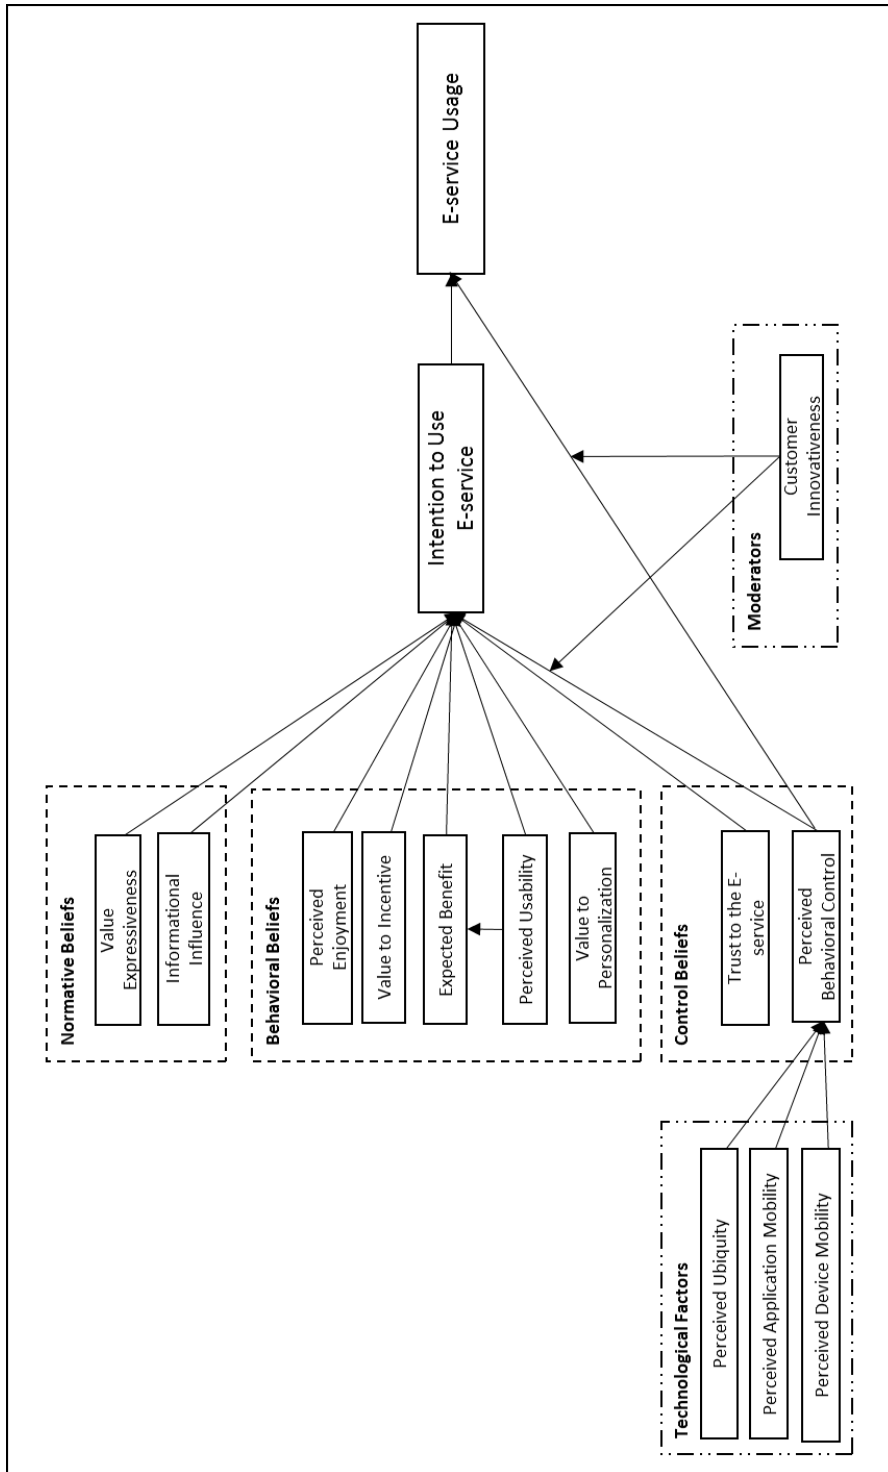 Normative Beliefs
Value
Expressiveness
Informational
Influence
Behavioral Beliefs
Perceived
Enjoyment
Value to Incentive
Expected Benefit
Perceived Usability
Value to
Personalization
Technological Factors
Perceived Ubiquity
Perceived Application Mobility
Perceived Device Mobility
Control Beliefs
Trust to the E-
service
Perceived
Behavioral Control
Intention to Use
E-service
E-service Usage
Moderators
Customer
Innovativeness